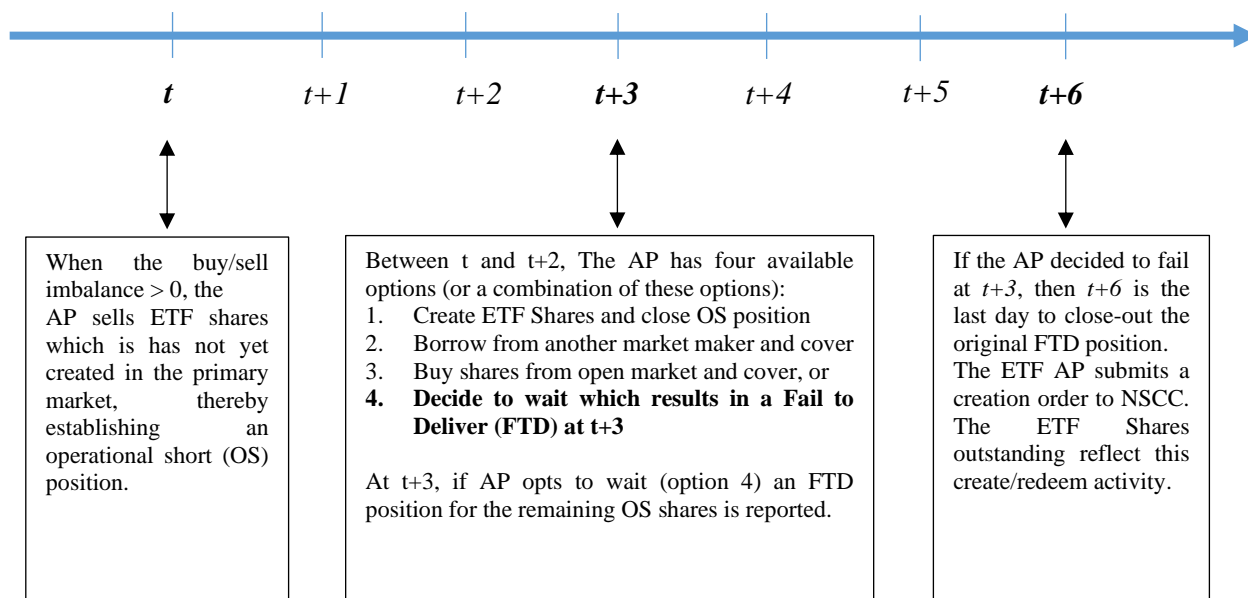 t t+1 t+2 t+3 t+4 t+5 t+6
When the buy/sell
imbalance > 0, the
AP sells ETF shares
which is has not yet
created in the primary
market, thereby
establishing an
operational short (OS)
position.
Between t and t+2, The AP has four available
options (or a combination of these options):
1. Create ETF Shares and close OS position
2. Borrow from another market maker and cover
3. Buy shares from open market and cover, or
4. Decide to wait which results in a Fail to
Deliver (FTD) at t+3
At t+3, if AP opts to wait (option 4) an FTD
position for the remaining OS shares is reported.
If the AP decided to fail
at t+3, then t+6 is the
last day to close-out the
original FTD position.
The ETF AP submits a
creation order to NSCC.
The ETF Shares
outstanding reflect this
create/redeem activity.